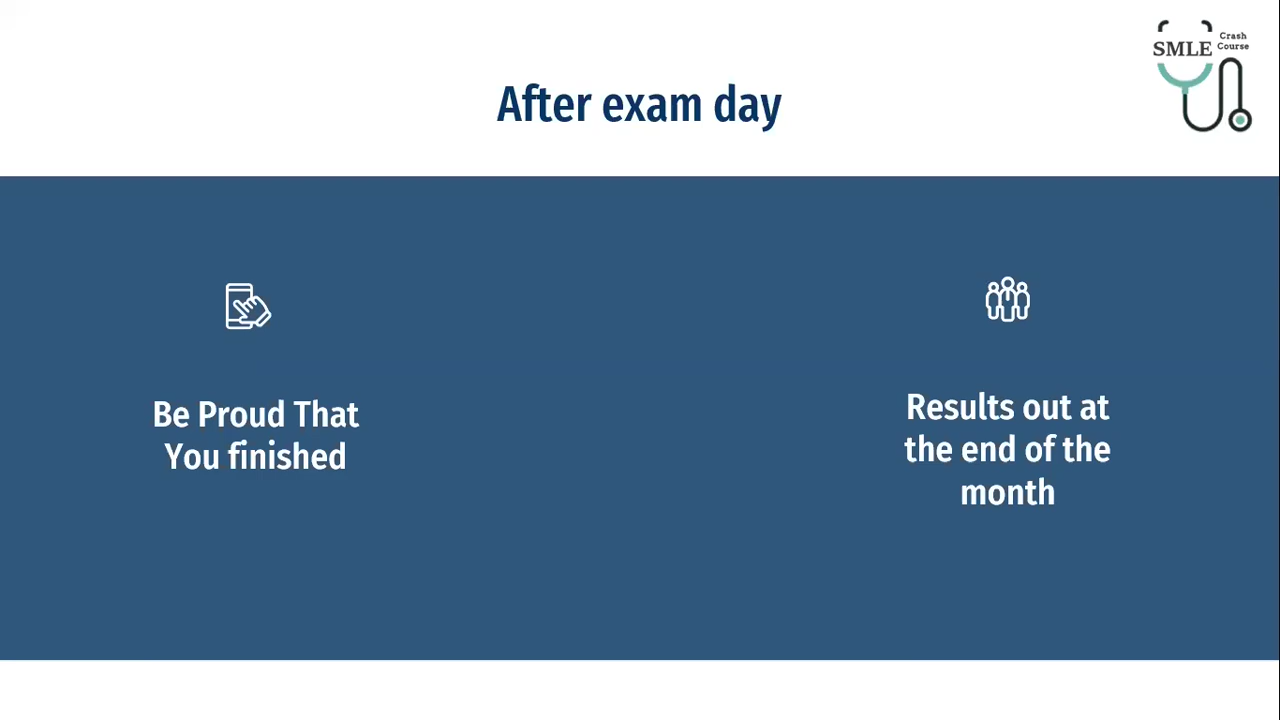 SMLE Crash
Course
After exam day
Be Proud That
You finished
Results out at
the end of the
month